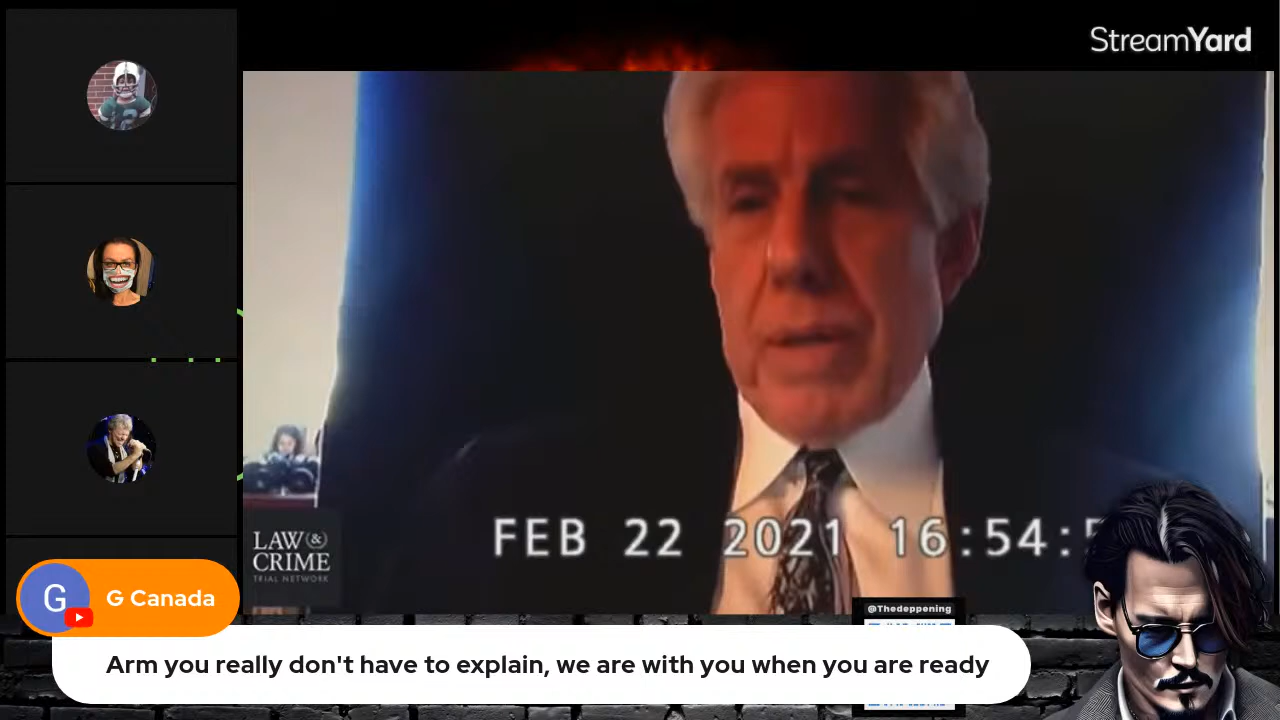 StreamYard
LAW & CRIME
TRIAL NETWORK
FEB 22 2021 16:54:
@Thedeppening
G Canada
Arm you really don't have to explain, we are with you when you are ready